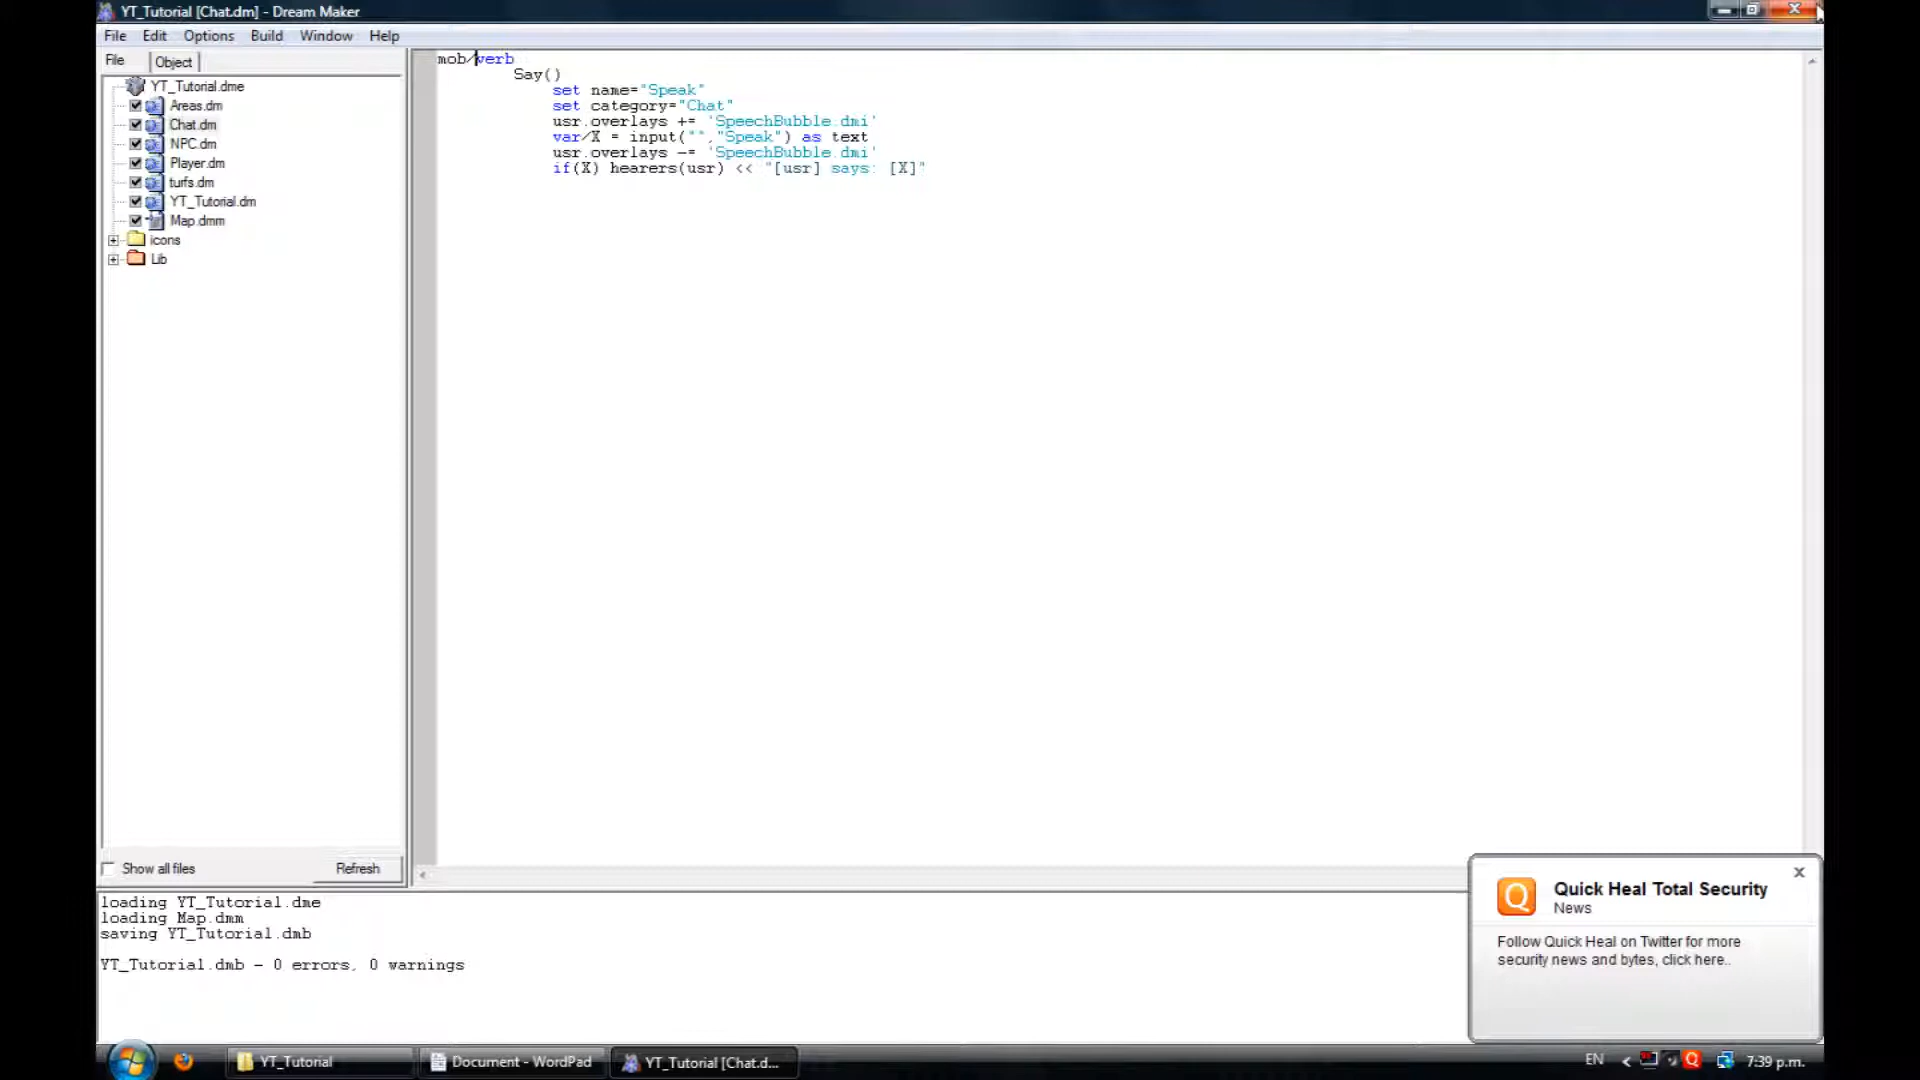 YT_Tutorial [Chat.dm] - Dream Maker
File Edit Options Build Window Help
File Object
YT_Tutorial.dme
Areas.dm
Chat.dm
NPC.dm
Player.dm
turfs.dm
YT_Tutorial.dm
Map.dmm
icons
Lib
Show all files Refresh
mob/verb
Say()
set name="Speak"
set category="Chat"
usr.overlays += 'SpeechBubble.dmi'
var/X = input("","Speak") as text
usr.overlays -= 'SpeechBubble.dmi'
if(X) hearers(usr) << "[usr] says: [X]"
loading YT_Tutorial.dme
loading Map.dmm
saving YT_Tutorial.dmb
YT_Tutorial.dmb - 0 errors, 0 warnings
Q
Quick Heal Total Security
News
Follow Quick Heal on Twitter for more
security news and bytes, click here..
YT_Tutorial Document - WordPad YT_Tutorial [Chat.d... EN < Q 7:39 p.m.